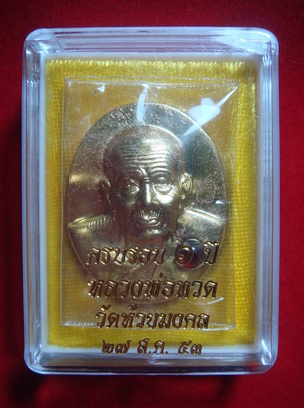 ครบรอบ ๑ ปี
หลวงพ่อทวด
วัดห้วยมงคล
๒๗ ส.ค. ๕๓